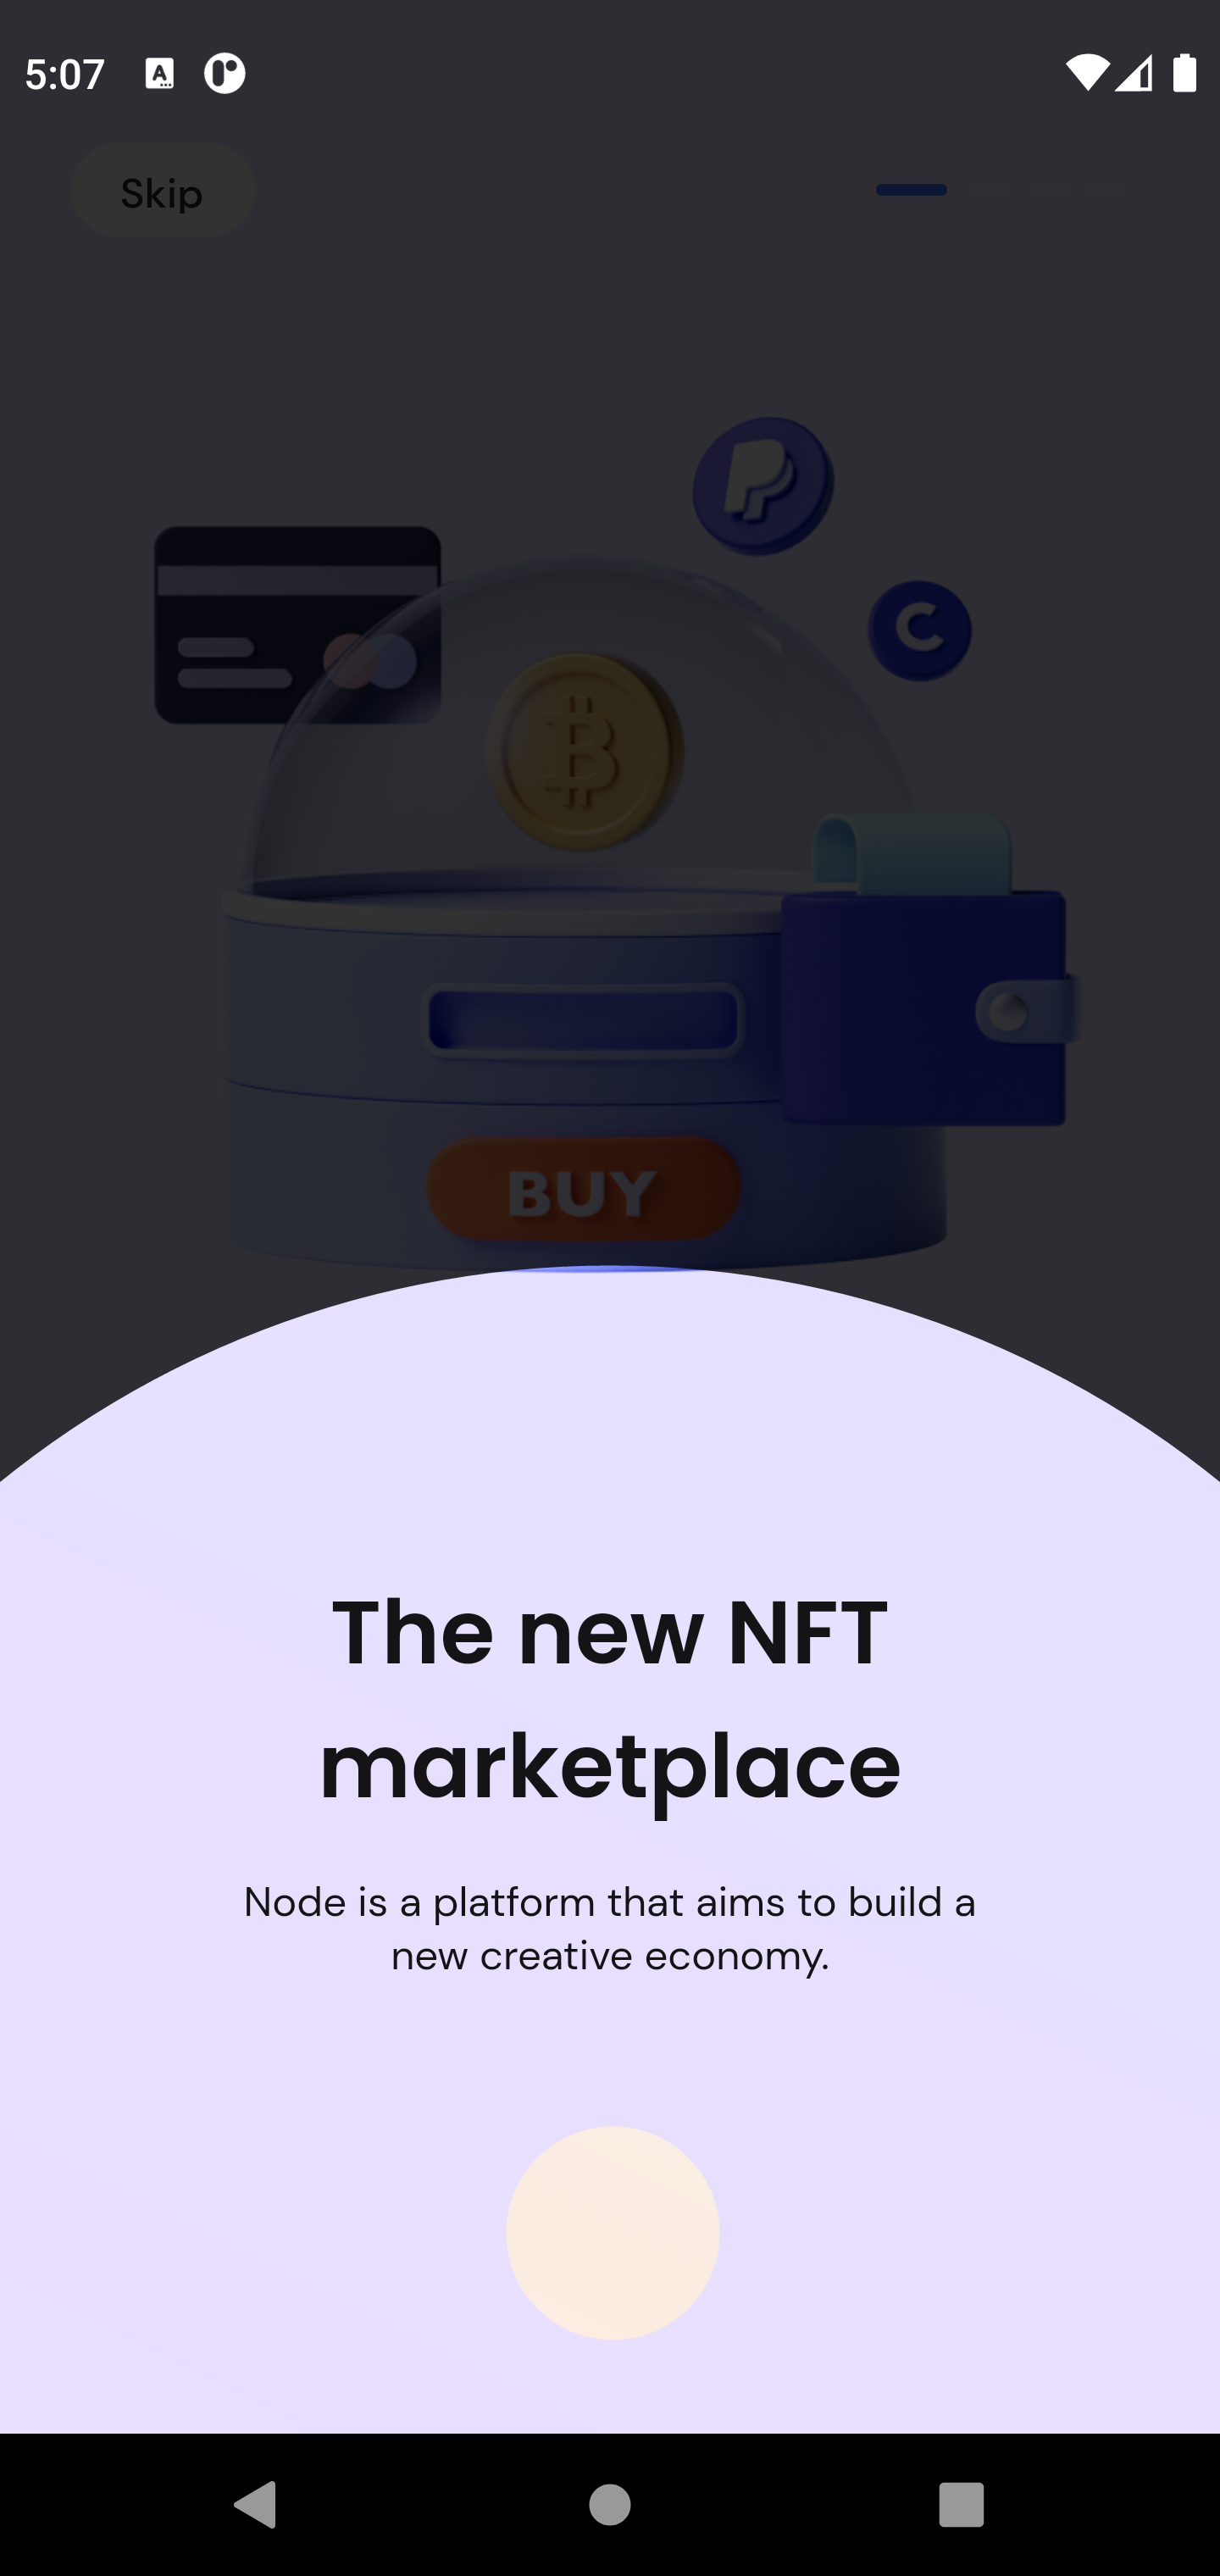 5:07
Skip
BUY
The new NFT
marketplace
Node is a platform that aims to build a
new creative economy.